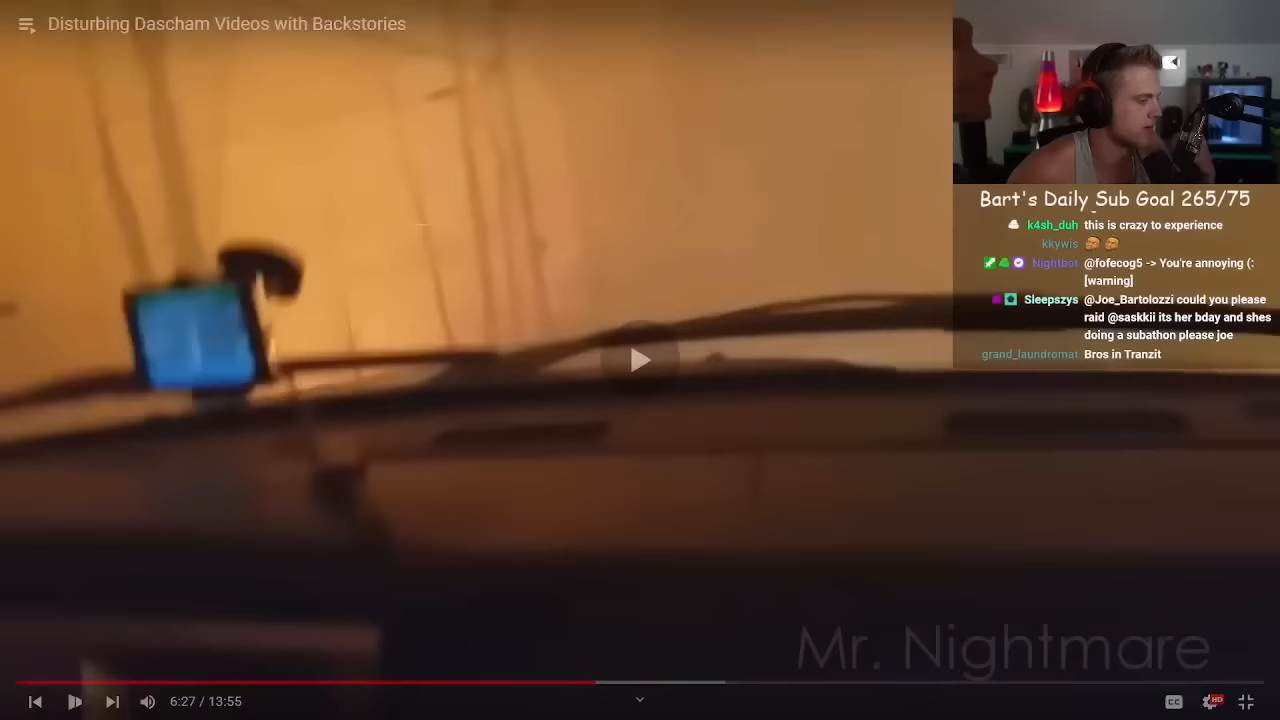 Disturbing Dascham Videos with Backstories
Bart's Daily Sub Goal 265/75
k4sh_duh this is crazy to experience
kkywis
Nightbot @fofecog5 -> You're annoying (:
[warning]
Sleepszys @Joe_Bartolozzi could you please
raid @saskkii its her bday and shes
doing a subathon please joe
grand_laundromat Bros in Tranzit
Mr. Nightmare
6:27 / 13:55
CC
HD